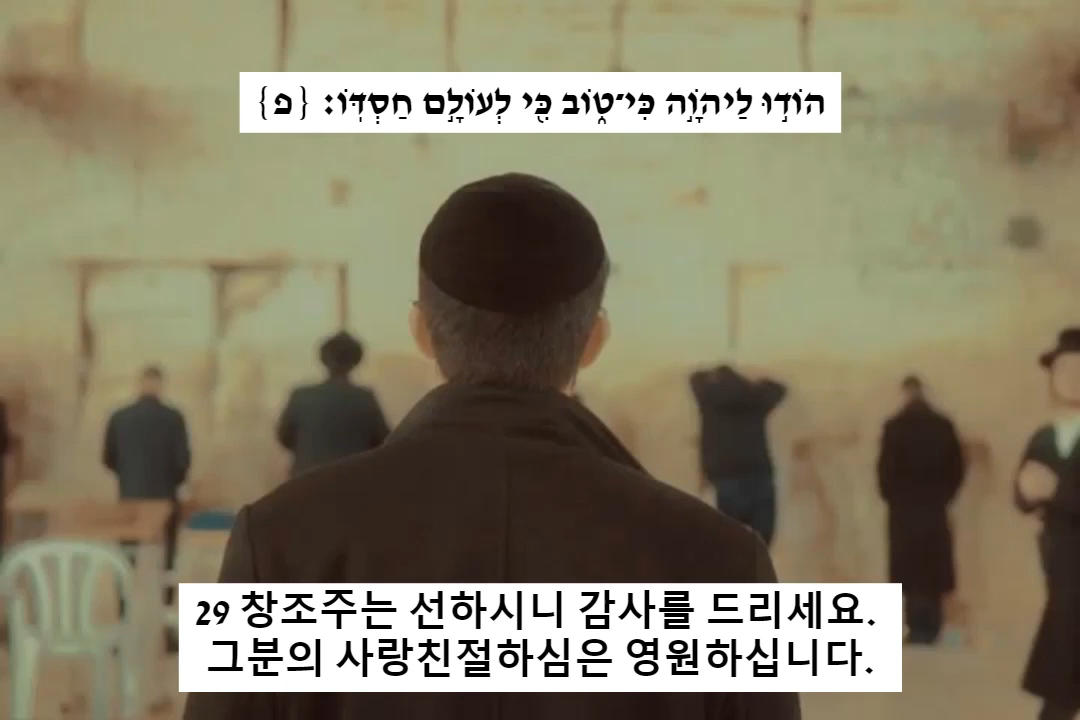 הוֹד֣וּ לַיהוָ֣ה כִּי־ט֑וֹב כִּ֖י לְעוֹלָ֣ם חַסְדּֽוֹ׃ {פ}
29 창조주는 선하시니 감사를 드리세요.
그분의 사랑친절하심은 영원하십니다.